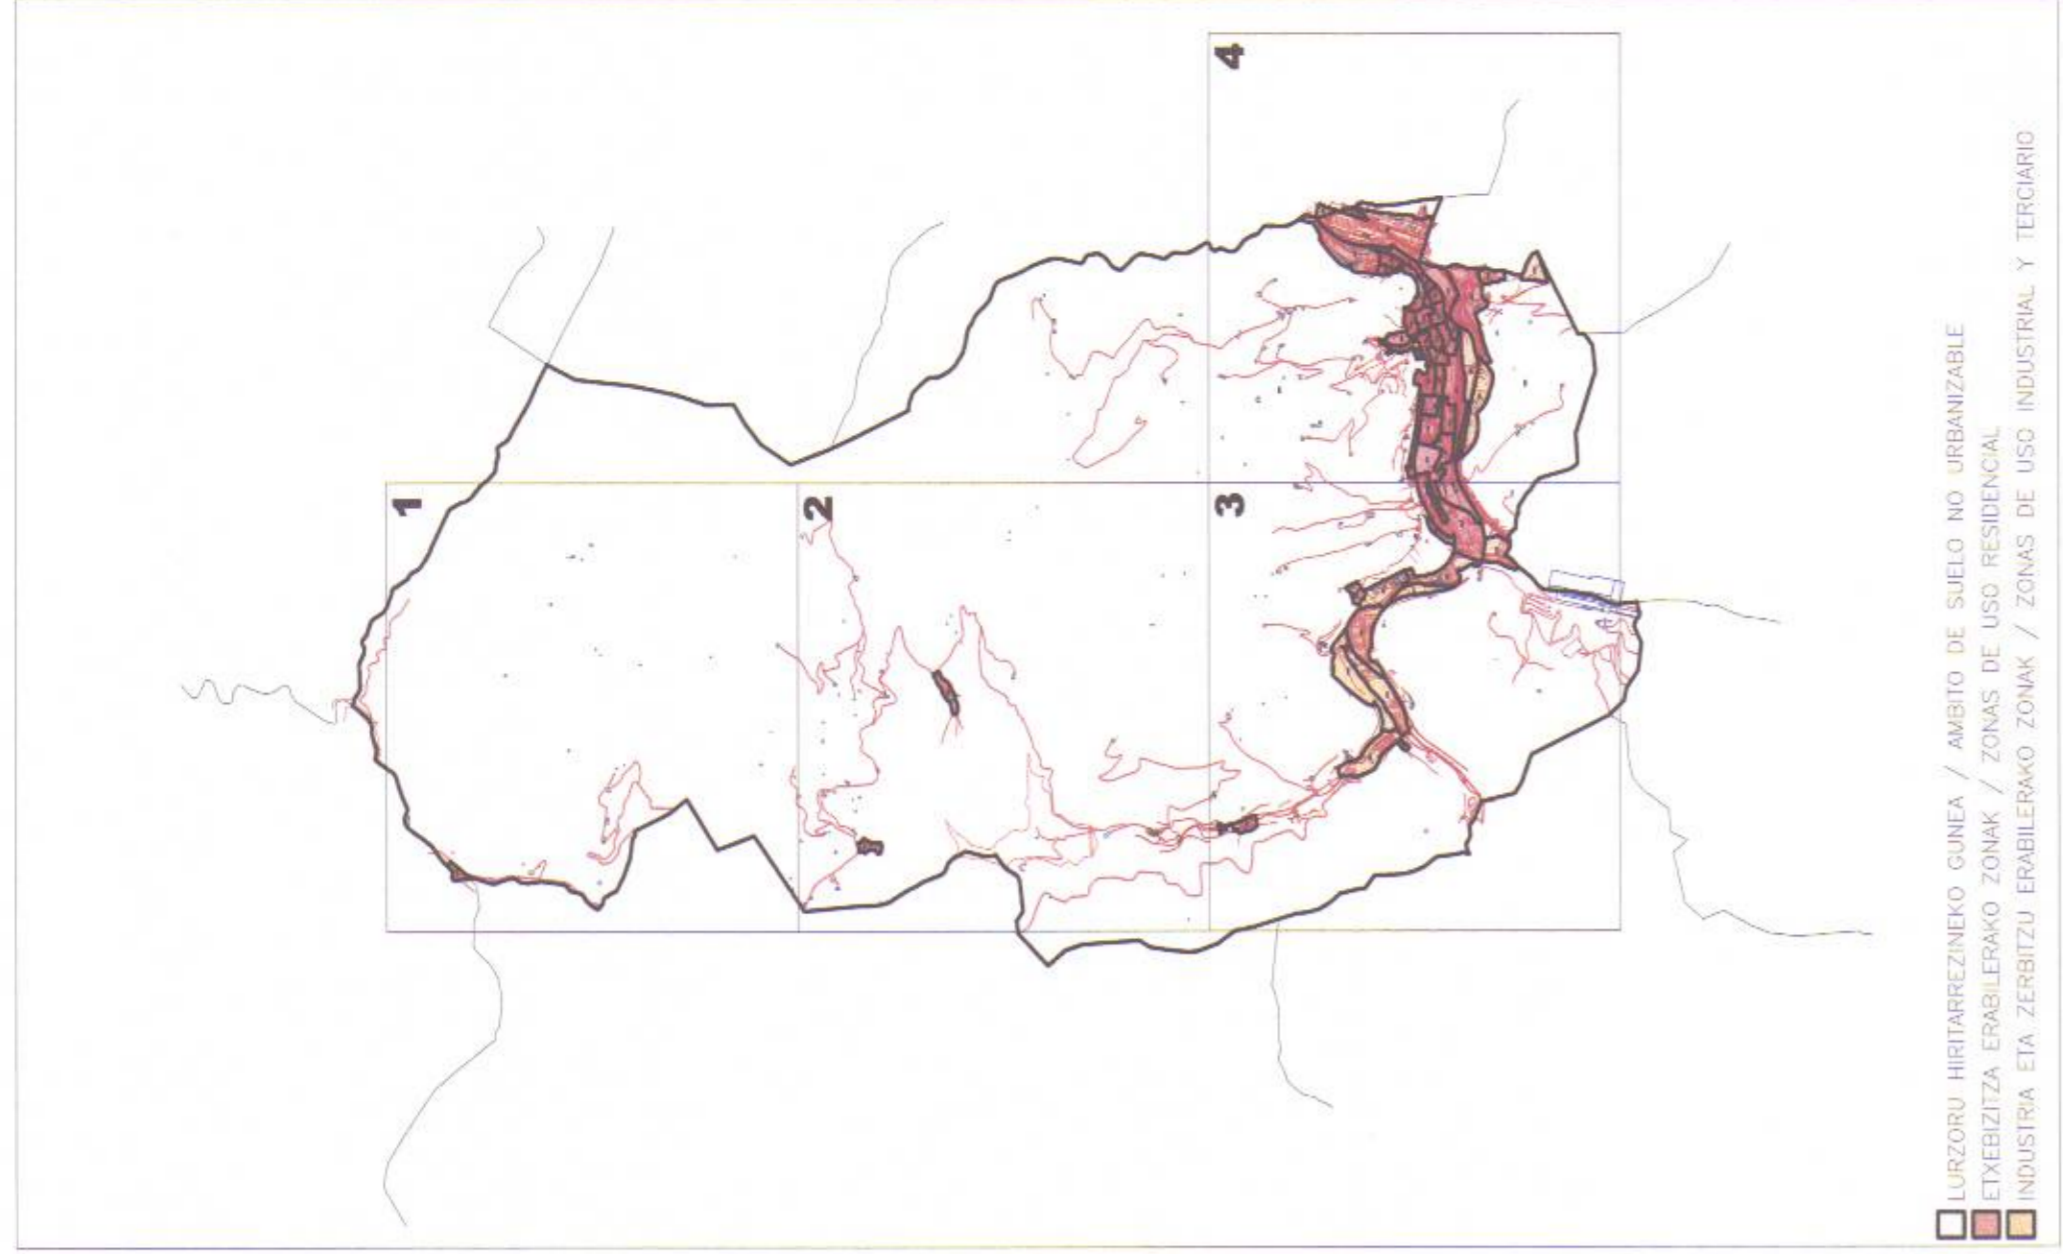 1
2
3
4
LURZORU HIRITARREZINEKO GUNEA / AMBITO DE SUELO NO URBANIZABLE
ETXEBIZITZA ERABILERAKO ZONAK / ZONAS DE USO RESIDENCIAL
INDUSTRIA ETA ZERBITZU ERABILERAKO ZONAK / ZONAS DE USO INDUSTRIAL Y TERCIARIO